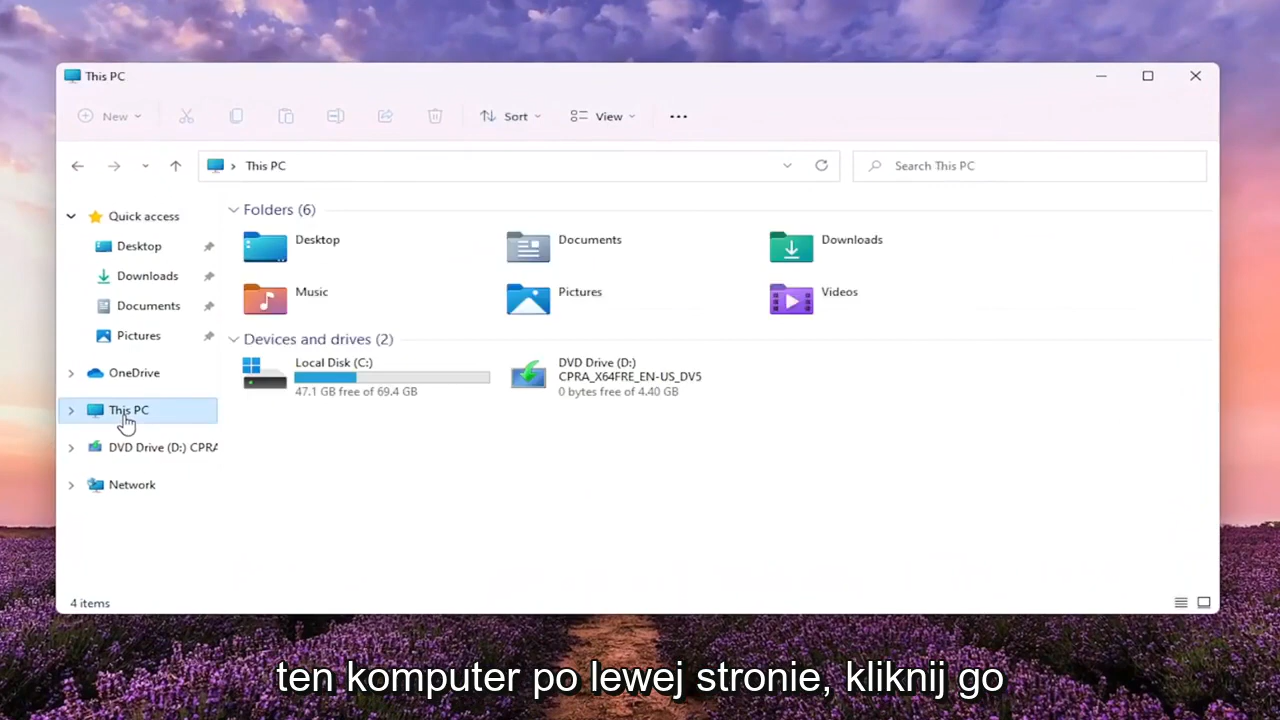 This PC
New
Sort
View
This PC
Search This PC
Quick access
Desktop
Downloads
Documents
Pictures
OneDrive
This PC
DVD Drive (D:) CPRA
Network
Folders (6)
Desktop
Documents
Downloads
Music
Pictures
Videos
Devices and drives (2)
Local Disk (C:)
47.1 GB free of 69.4 GB
DVD Drive (D:)
CPRA_X64FRE_EN-US_DV5
0 bytes free of 4.40 GB
4 items
ten komputer po lewej stronie, kliknij go